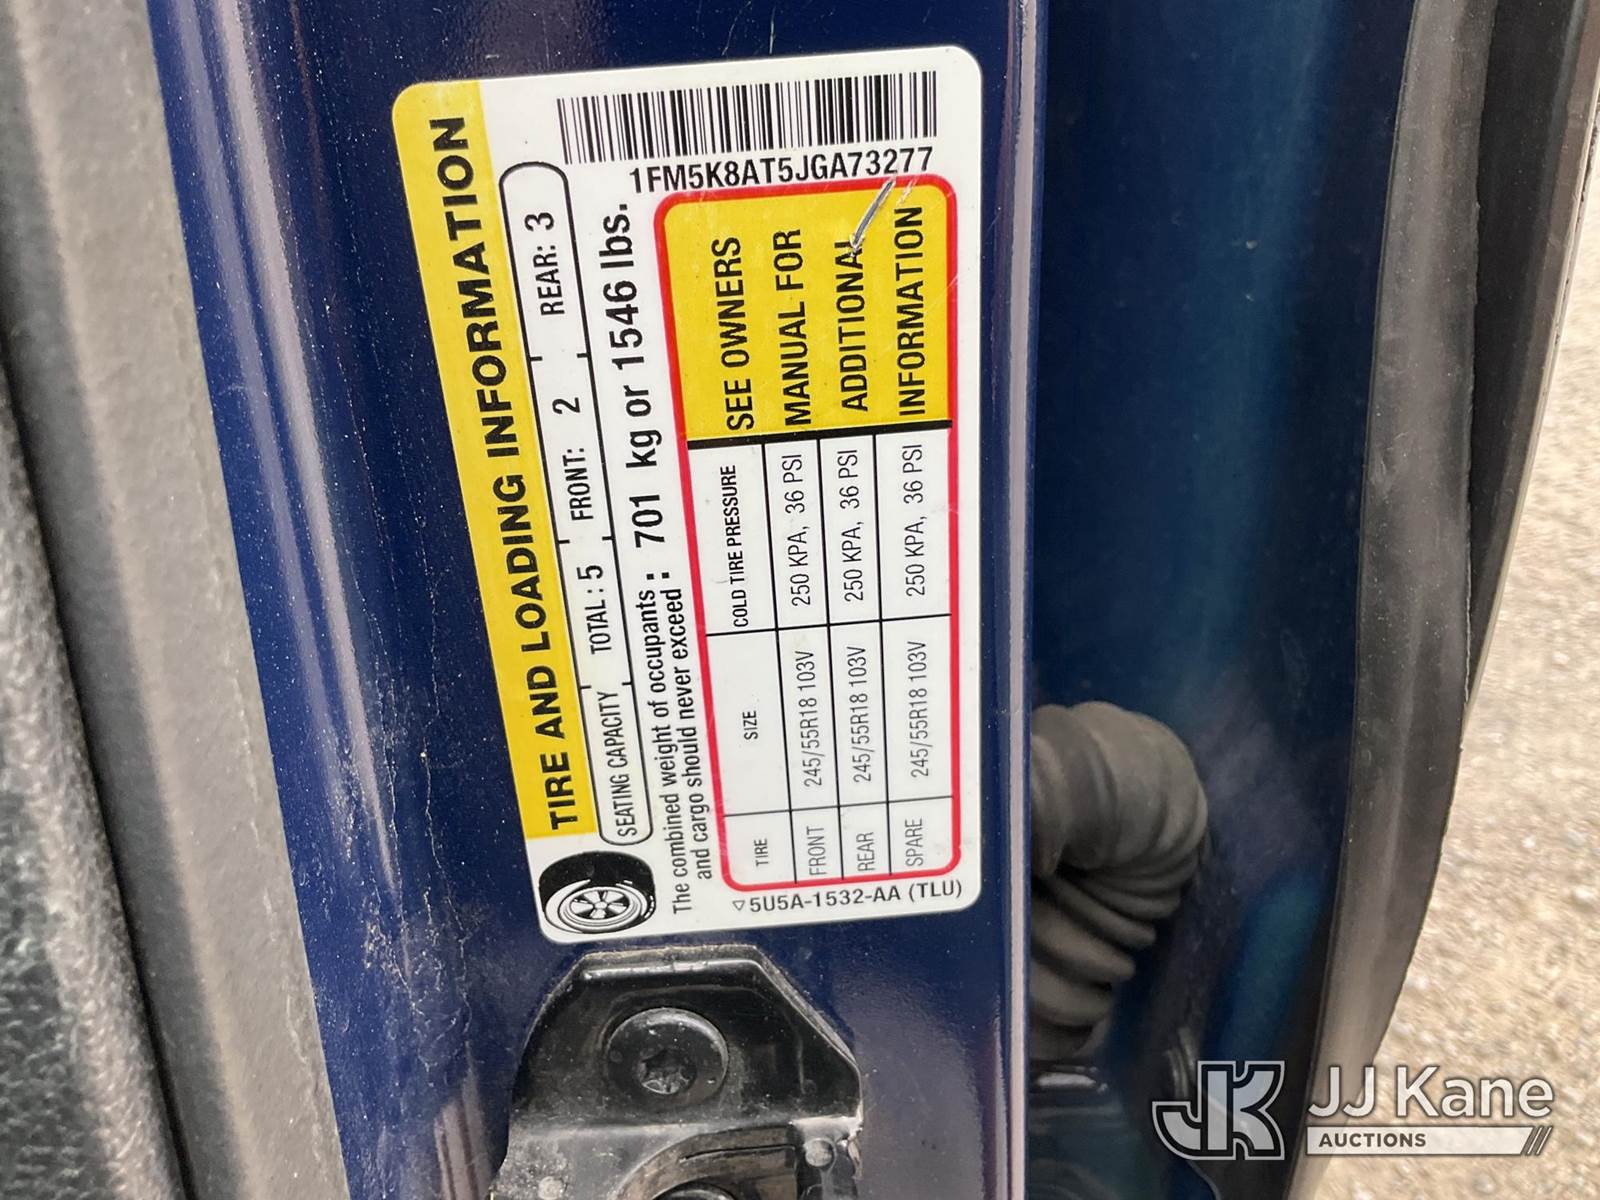 TIRE AND LOADING INFORMATION
SEATING CAPACITY TOTAL: 5 FRONT: 2 REAR: 3
The combined weight of occupants and cargo should never exceed : 701 kg or 1546 lbs.
1FM5K8AT5JGA73277
TIRE SIZE COLD TIRE PRESSURE
FRONT 245/55R18 103V 250 KPA, 36 PSI
REAR 245/55R18 103V 250 KPA, 36 PSI
SPARE 245/55R18 103V 250 KPA, 36 PSI
SEE OWNERS
MANUAL FOR
ADDITIONAL
INFORMATION
5U5A-1532-AA (TLU)
JK JJ Kane
AUCTIONS